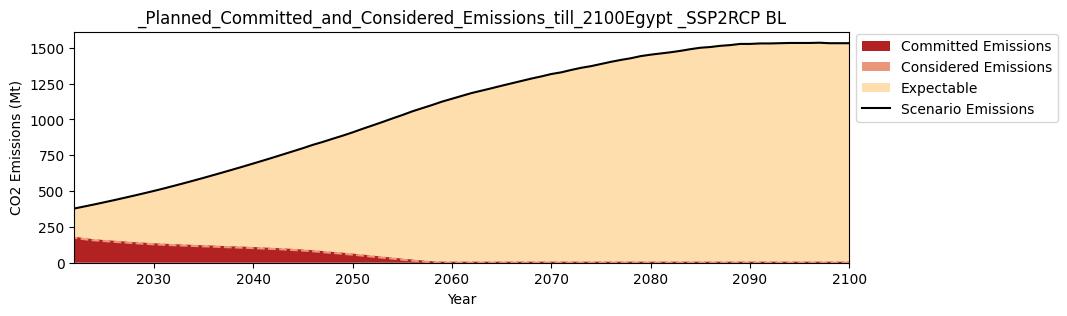 _Planned_Committed_and_Considered_Emissions_till_2100Egypt _SSP2RCP BL
CO2 Emissions (Mt)
1500
1250
1000
750
500
250
0
2030 2040 2050 2060 2070 2080 2090 2100
Year
Committed Emissions
Considered Emissions
Expectable
Scenario Emissions